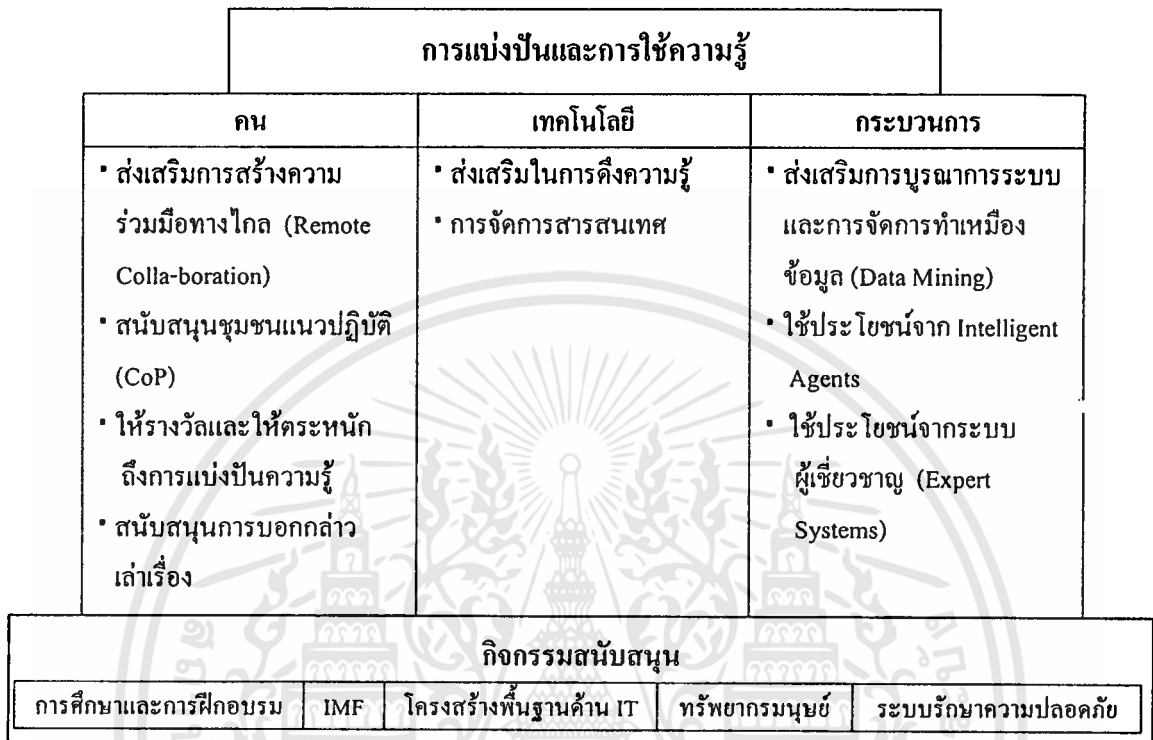 การแบ่งปันและการใช้ความรู้
คน
เทคโนโลยี
กระบวนการ
▪ ส่งเสริมการสร้างความ
ร่วมมือทางไกล (Remote
Colla-boration)
▪ สนับสนุนชุมชนแนวปฏิบัติ
(CoP)
▪ ให้รางวัลและให้ตระหนัก
ถึงการแบ่งปันความรู้
▪ สนับสนุนการบอกกล่าว
เล่าเรื่อง
▪ ส่งเสริมในการดึงความรู้
▪ การจัดการสารสนเทศ
▪ ส่งเสริมการบูรณาการระบบ
และการจัดการทำเหมือง
ข้อมูล (Data Mining)
▪ ใช้ประโยชน์จาก Intelligent
Agents
▪ ใช้ประโยชน์จากระบบ
ผู้เชี่ยวชาญ (Expert
Systems)
กิจกรรมสนับสนุน
การศึกษาและการฝึกอบรม
IMF
โครงสร้างพื้นฐานด้าน IT
ทรัพยากรมนุษย์
ระบบรักษาความปลอดภัย